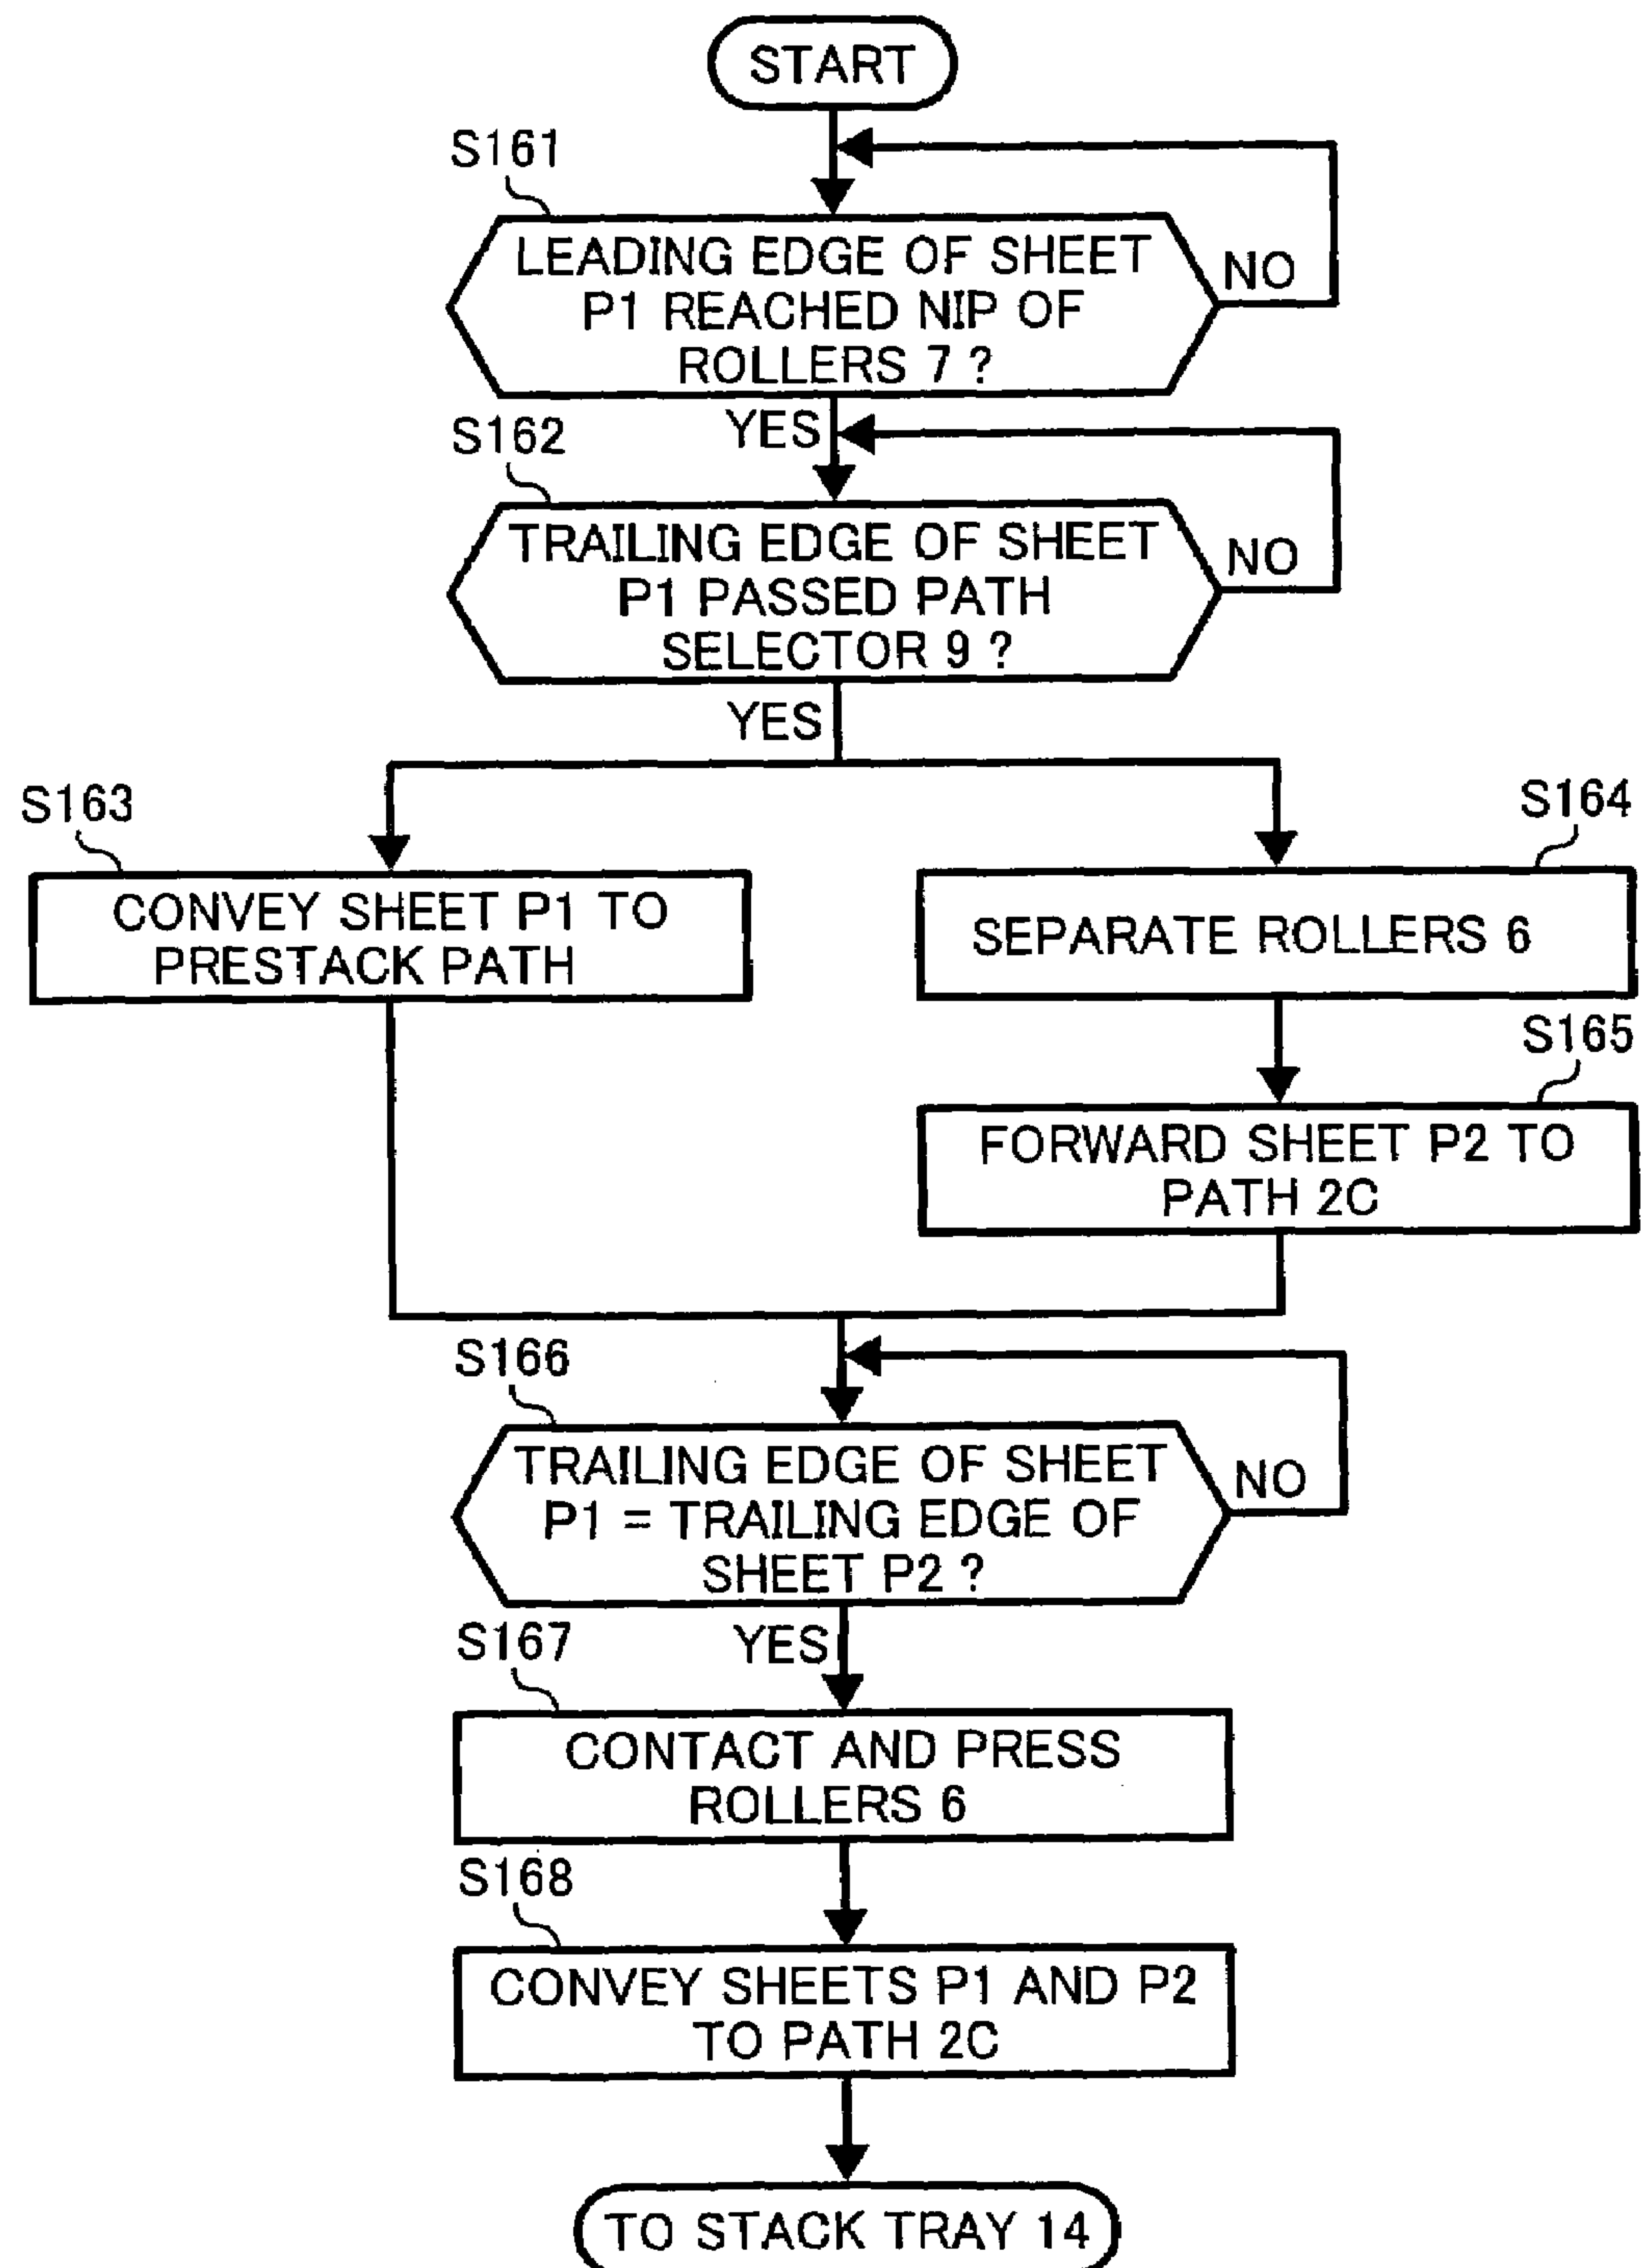 START
S161
LEADING EDGE OF SHEET
P1 REACHED NIP OF
ROLLERS 7 ?
NO
YES
S162
TRAILING EDGE OF SHEET
P1 PASSED PATH
SELECTOR 9 ?
NO
YES
S163
CONVEY SHEET P1 TO
PRESTACK PATH
S164
SEPARATE ROLLERS 6
S165
FORWARD SHEET P2 TO
PATH 2C
S166
TRAILING EDGE OF SHEET
P1 = TRAILING EDGE OF
SHEET P2 ?
NO
YES
S167
CONTACT AND PRESS
ROLLERS 6
S168
CONVEY SHEETS P1 AND P2
TO PATH 2C
TO STACK TRAY 14